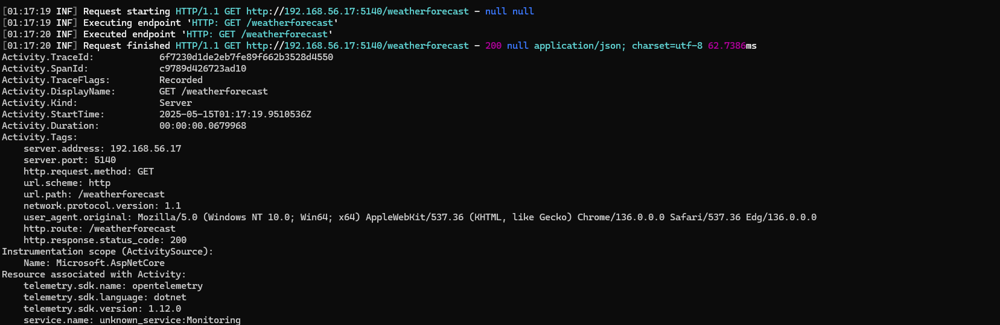 [01:17:19 INF] Request starting HTTP/1.1 GET http://192.168.56.17:5140/weatherforecast - null null
[01:17:19 INF] Executing endpoint 'HTTP: GET /weatherforecast'
[01:17:20 INF] Executed endpoint 'HTTP: GET /weatherforecast'
[01:17:20 INF] Request finished HTTP/1.1 GET http://192.168.56.17:5140/weatherforecast - 200 null application/json; charset=utf-8 62.7386ms
Activity.TraceId:            6f7230d1de2eb7fe89f662b3528d4550
Activity.SpanId:             c9789d426723ad10
Activity.TraceFlags:         Recorded
Activity.DisplayName:        GET /weatherforecast
Activity.Kind:               Server
Activity.StartTime:          2025-05-15T01:17:19.9510536Z
Activity.Duration:           00:00:00.0679968
Activity.Tags:
    server.address: 192.168.56.17
    server.port: 5140
    http.request.method: GET
    url.scheme: http
    url.path: /weatherforecast
    network.protocol.version: 1.1
    user_agent.original: Mozilla/5.0 (Windows NT 10.0; Win64; x64) AppleWebKit/537.36 (KHTML, like Gecko) Chrome/136.0.0.0 Safari/537.36 Edg/136.0.0.0
    http.route: /weatherforecast
    http.response.status_code: 200
Instrumentation scope (ActivitySource):
    Name: Microsoft.AspNetCore
Resource associated with Activity:
    telemetry.sdk.name: opentelemetry
    telemetry.sdk.language: dotnet
    telemetry.sdk.version: 1.12.0
    service.name: unknown_service:Monitoring